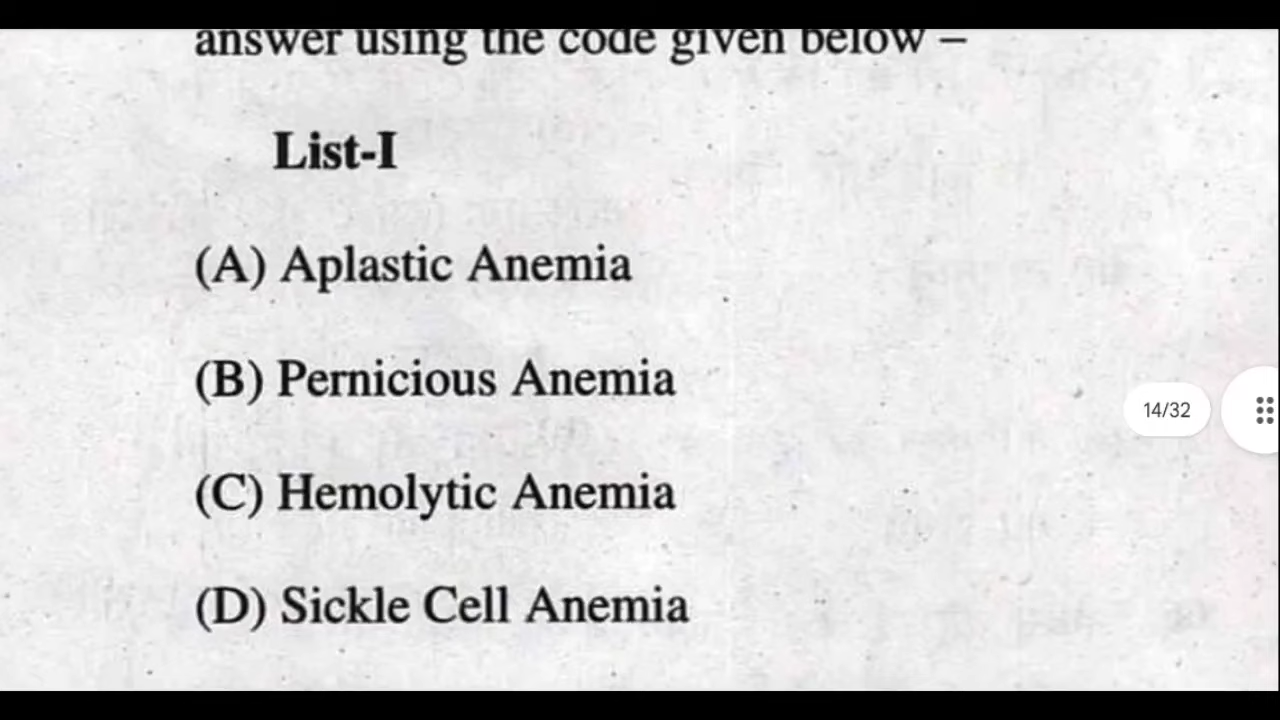 answer using the code given below –
List-I
(A) Aplastic Anemia
(B) Pernicious Anemia
14/32
(C) Hemolytic Anemia
(D) Sickle Cell Anemia